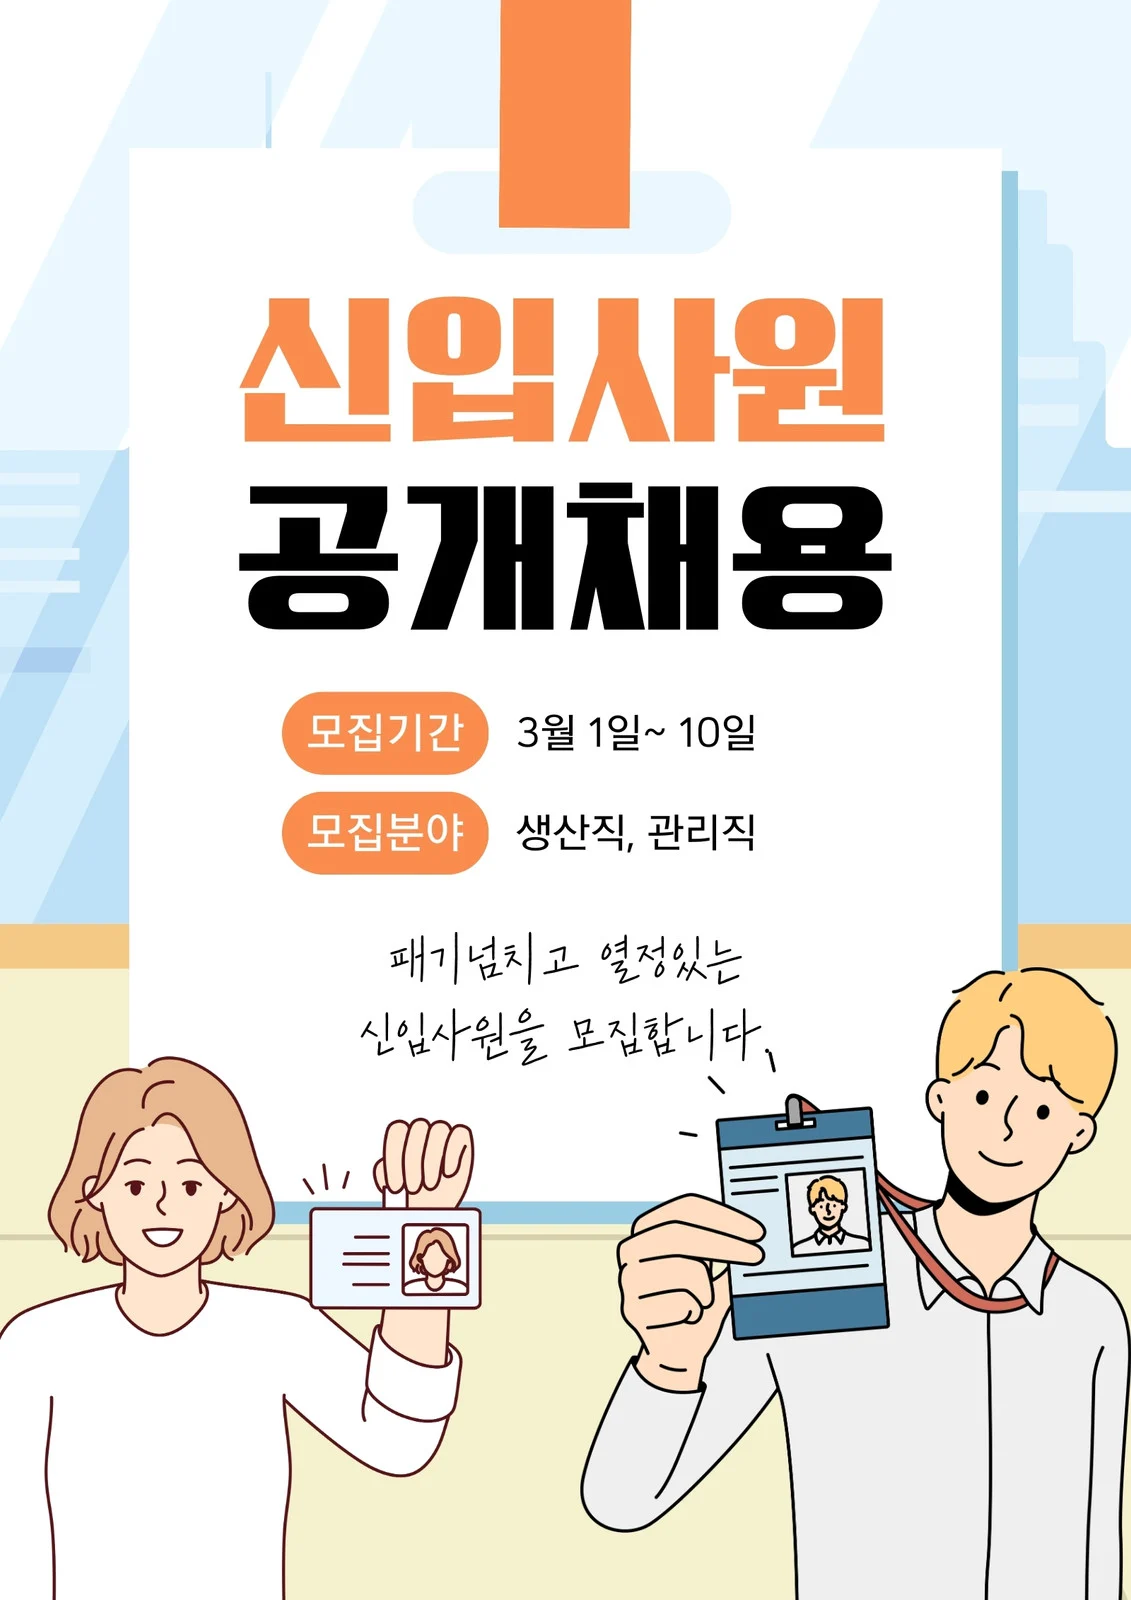 신입사원
공개채용
모집기간 3월 1일~ 10일
모집분야 생산직, 관리직
패기넘치고 열정있는
신입사원을 모집합니다.